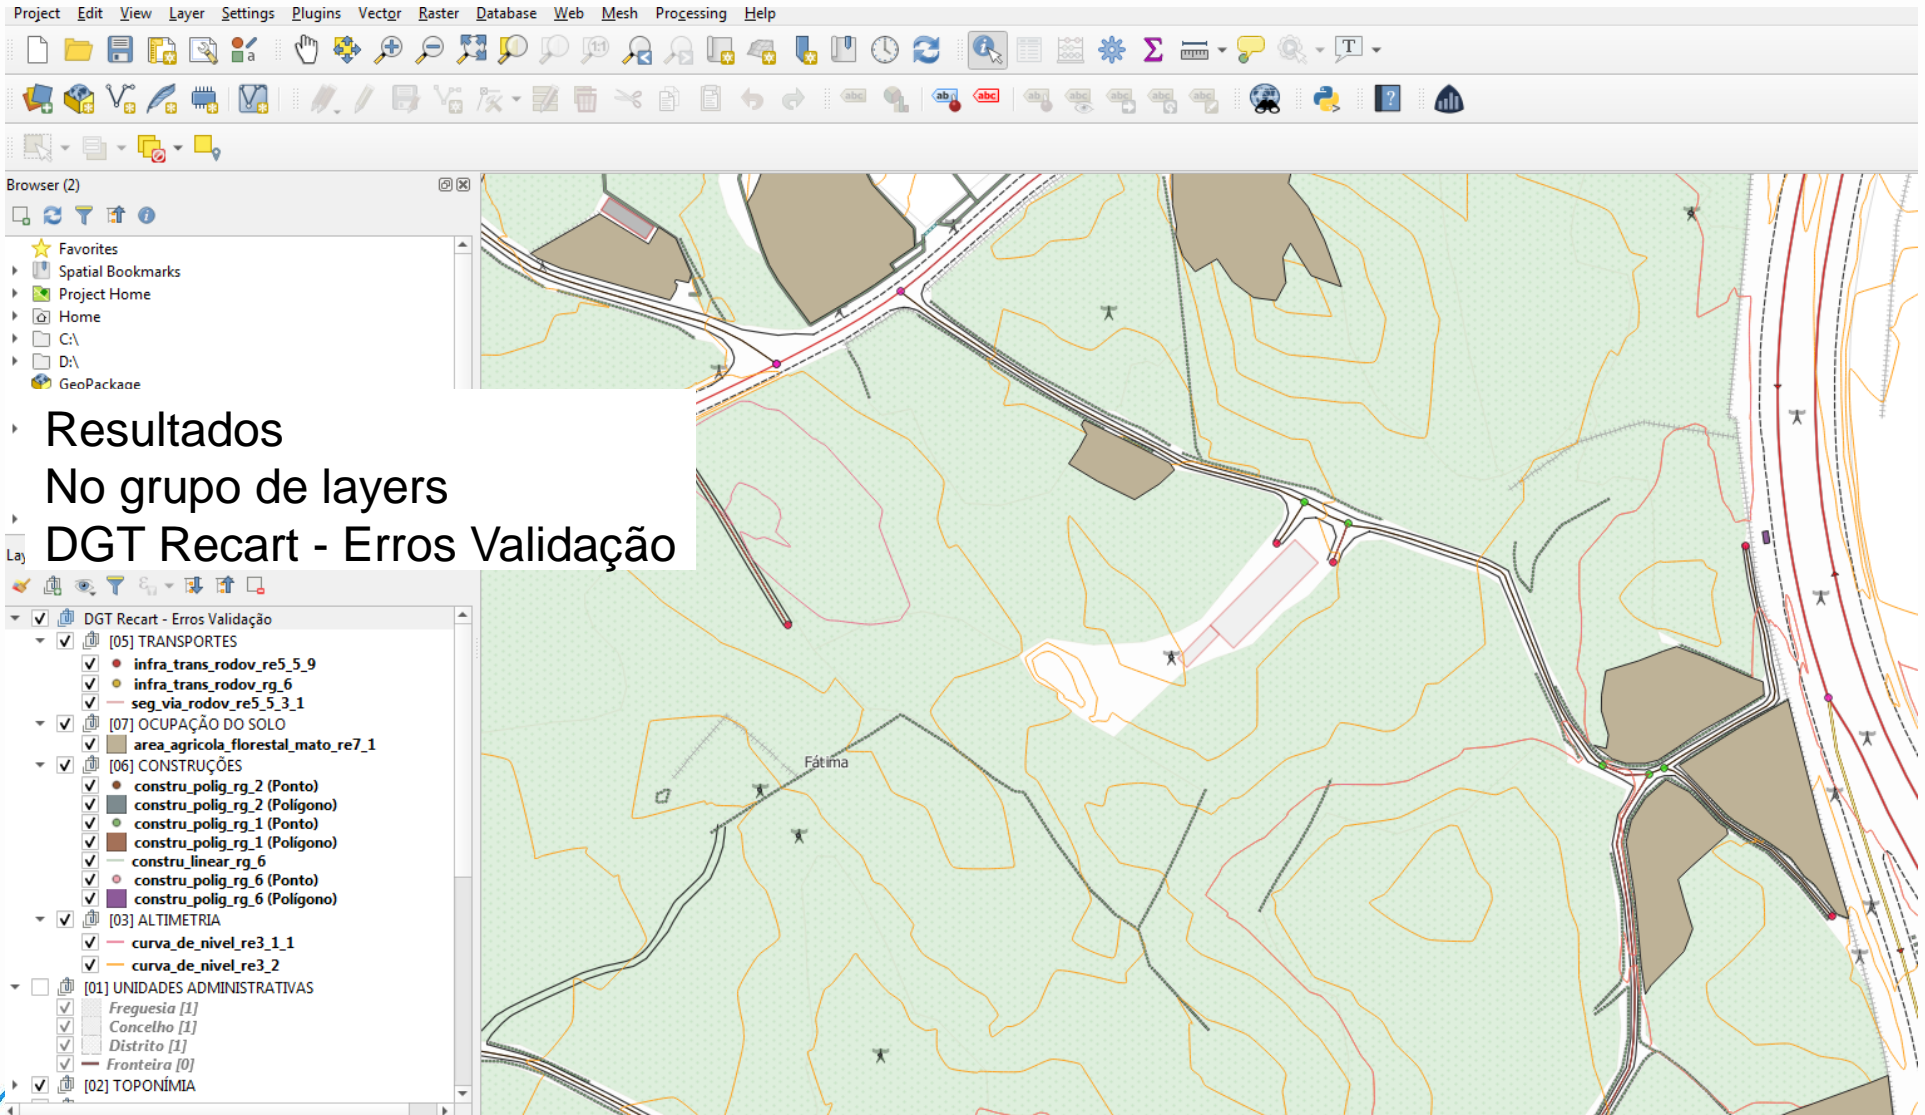 Project Edit View Layer Settings Plugins Vector Raster Database Web Mesh Processing Help
Browser (2)
Favorites
Spatial Bookmarks
Project Home
Home
C:\
D:\
GeoPackage
Resultados
No grupo de layers
DGT Recart - Erros Validação
Lay
DGT Recart - Erros Validação
[05] TRANSPORTES
infra_trans_rodov_re5_5_9
infra_trans_rodov_rg_6
seg_via_rodov_re5_5_3_1
[07] OCUPAÇÃO DO SOLO
area_agricola_florestal_mato_re7_1
[06] CONSTRUÇÕES
constru_polig_rg_2 (Ponto)
constru_polig_rg_2 (Polígono)
constru_polig_rg_1 (Ponto)
constru_polig_rg_1 (Polígono)
constru_linear_rg_6
constru_polig_rg_6 (Ponto)
constru_polig_rg_6 (Polígono)
[03] ALTIMETRIA
curva_de_nivel_re3_1_1
curva_de_nivel_re3_2
[01] UNIDADES ADMINISTRATIVAS
Freguesia [1]
Concelho [1]
Distrito [1]
Fronteira [0]
[02] TOPONÍMIA
Fátima